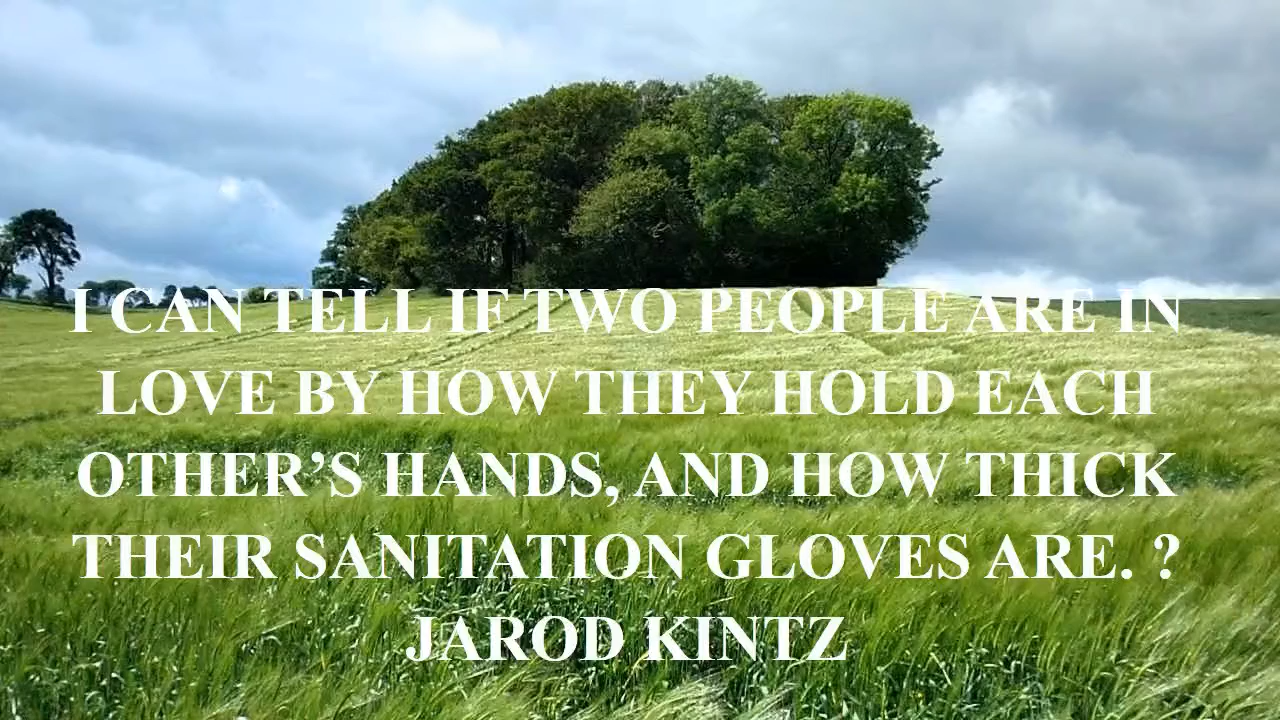 I CAN TELL IF TWO PEOPLE ARE IN
LOVE BY HOW THEY HOLD EACH
OTHER’S HANDS, AND HOW THICK
THEIR SANITATION GLOVES ARE. ?
JAROD KINTZ